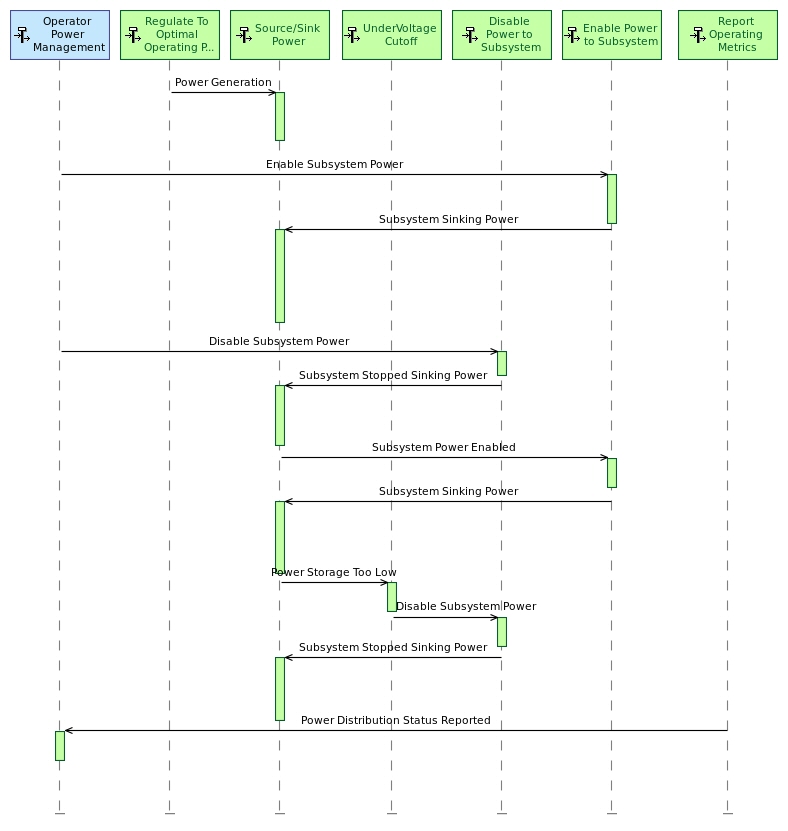 Operator
Power
Management
Regulate To
Optimal
Operating P...
Source/Sink
Power
UnderVoltage
Cutoff
Disable
Power to
Subsystem
Enable Power
to Subsystem
Report
Operating
Metrics
Power Generation
Enable Subsystem Power
Subsystem Sinking Power
Disable Subsystem Power
Subsystem Stopped Sinking Power
Subsystem Power Enabled
Subsystem Sinking Power
Power Storage Too Low
Disable Subsystem Power
Subsystem Stopped Sinking Power
Power Distribution Status Reported